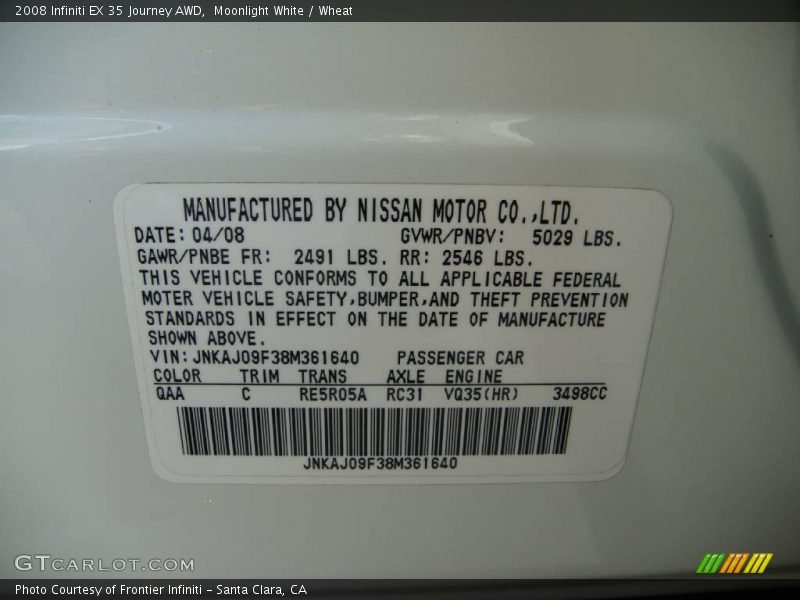 2008 Infiniti EX 35 Journey AWD,  Moonlight White / Wheat
MANUFACTURED BY NISSAN MOTOR CO.,LTD.
DATE: 04/08 GVWR/PNBV: 5029 LBS.
GAWR/PNBE FR: 2491 LBS. RR: 2546 LBS.
THIS VEHICLE CONFORMS TO ALL APPLICABLE FEDERAL
MOTER VEHICLE SAFETY,BUMPER,AND THEFT PREVENTION
STANDARDS IN EFFECT ON THE DATE OF MANUFACTURE
SHOWN ABOVE.
VIN: JNKAJ09F38M361640 PASSENGER CAR
COLOR TRIM TRANS AXLE ENGINE
QAA C RE5R05A RC31 VQ35(HR) 3498CC
JNKAJ09F38M361640
GTCARLOT.COM
Photo Courtesy of Frontier Infiniti - Santa Clara, CA